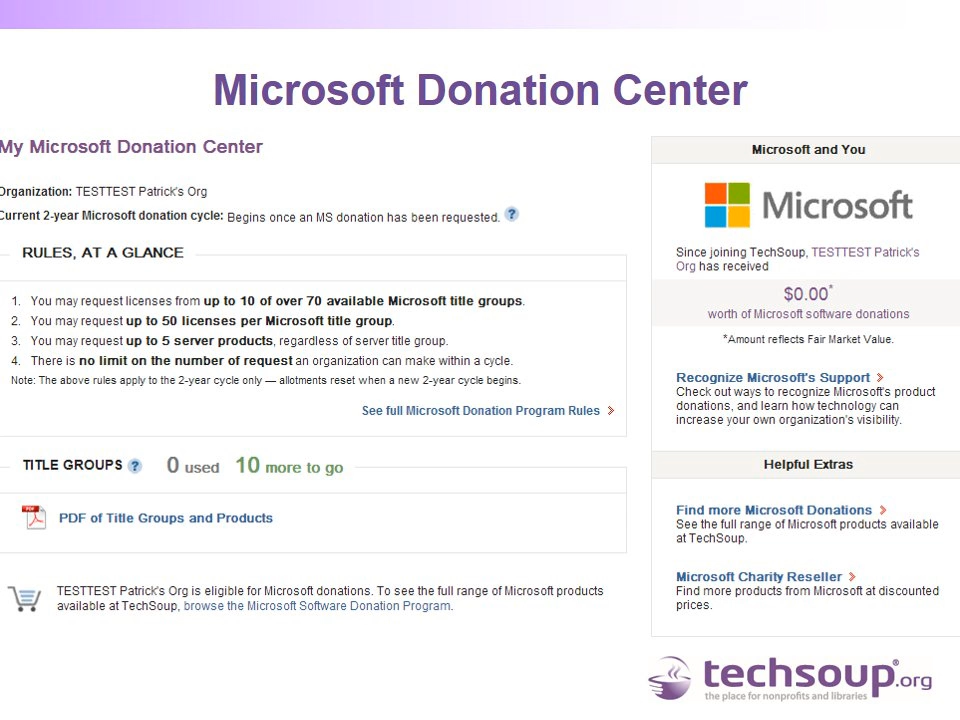 Microsoft Donation Center
My Microsoft Donation Center
Organization: TESTTEST Patrick's Org
Current 2-year Microsoft donation cycle: Begins once an MS donation has been requested. ?
RULES, AT A GLANCE
1. You may request licenses from up to 10 of over 70 available Microsoft title groups.
2. You may request up to 50 licenses per Microsoft title group.
3. You may request up to 5 server products, regardless of server title group.
4. There is no limit on the number of request an organization can make within a cycle.
Note: The above rules apply to the 2-year cycle only — allotments reset when a new 2-year cycle begins.
See full Microsoft Donation Program Rules
TITLE GROUPS ? 0 used 10 more to go
PDF
PDF of Title Groups and Products
TESTTEST Patrick's Org is eligible for Microsoft donations. To see the full range of Microsoft products
available at TechSoup, browse the Microsoft Software Donation Program.
Microsoft and You
Microsoft
Since joining TechSoup, TESTTEST Patrick's
Org has received
$0.00*
worth of Microsoft software donations
*Amount reflects Fair Market Value.
Recognize Microsoft's Support
Check out ways to recognize Microsoft's product
donations, and learn how technology can
increase your own organization's visibility.
Helpful Extras
Find more Microsoft Donations
See the full range of Microsoft products available
at TechSoup.
Microsoft Charity Reseller
Find more products from Microsoft at discounted
prices.
techsoup®.org
the place for nonprofits and libraries